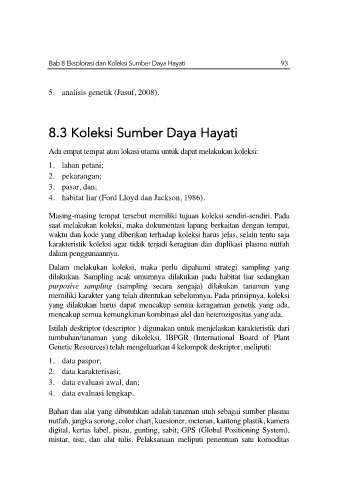 Bab 8 Eksplorasi dan Koleksi Sumber Daya Hayati 93
5. analisis genetik (Jusuf, 2008).
8.3 Koleksi Sumber Daya Hayati
Ada empat tempat atau lokasi utama untuk dapat melakukan koleksi:
1. lahan petani;
2. pekarangan;
3. pasar, dan;
4. habitat liar (Ford Lloyd dan Jackson, 1986).
Masing-masing tempat tersebut memiliki tujuan koleksi sendiri-sendiri. Pada
saat melakukan koleksi, maka dokumentasi lapang berkaitan dengan tempat,
waktu dan kode yang diberikan terhadap koleksi harus jelas, selain tentu saja
karakteristik koleksi agar tidak terjadi keraguan dan duplikasi plasma nutfah
dalam penggunaannya.
Dalam melakukan koleksi, maka perlu dipahami strategi sampling yang
dilakukan. Sampling acak umumnya dilakukan pada habitat liar sedangkan
purposive sampling (sampling secara sengaja) dilakukan tanaman yang
memiliki karakter yang telah ditentukan sebelumnya. Pada prinsipnya, koleksi
yang dilakukan harus dapat mencakup semua keragaman genetik yang ada,
mencakup semua kemungkinan kombinasi alel dan heterozigositas yang ada.
Istilah deskriptor (descriptor ) digunakan untuk menjelaskan karakteristik dari
tumbuhan/tanaman yang dikoleksi. IBPGR (International Board of Plant
Genetic Resources) telah mengeluarkan 4 kelompok deskriptor, meliputi:
1. data paspor;
2. data karakterisasi;
3. data evaluasi awal, dan;
4. data evaluasi lengkap.
Bahan dan alat yang dibutuhkan adalah tanaman utuh sebagai sumber plasma
nutfah, jangka sorong, color chart, kuesioner, meteran, kantong plastik, kamera
digital, kertas label, pisau, gunting, sabit, GPS (Global Positioning System),
mistar, tisu, dan alat tulis. Pelaksanaan meliputi penentuan satu komoditas